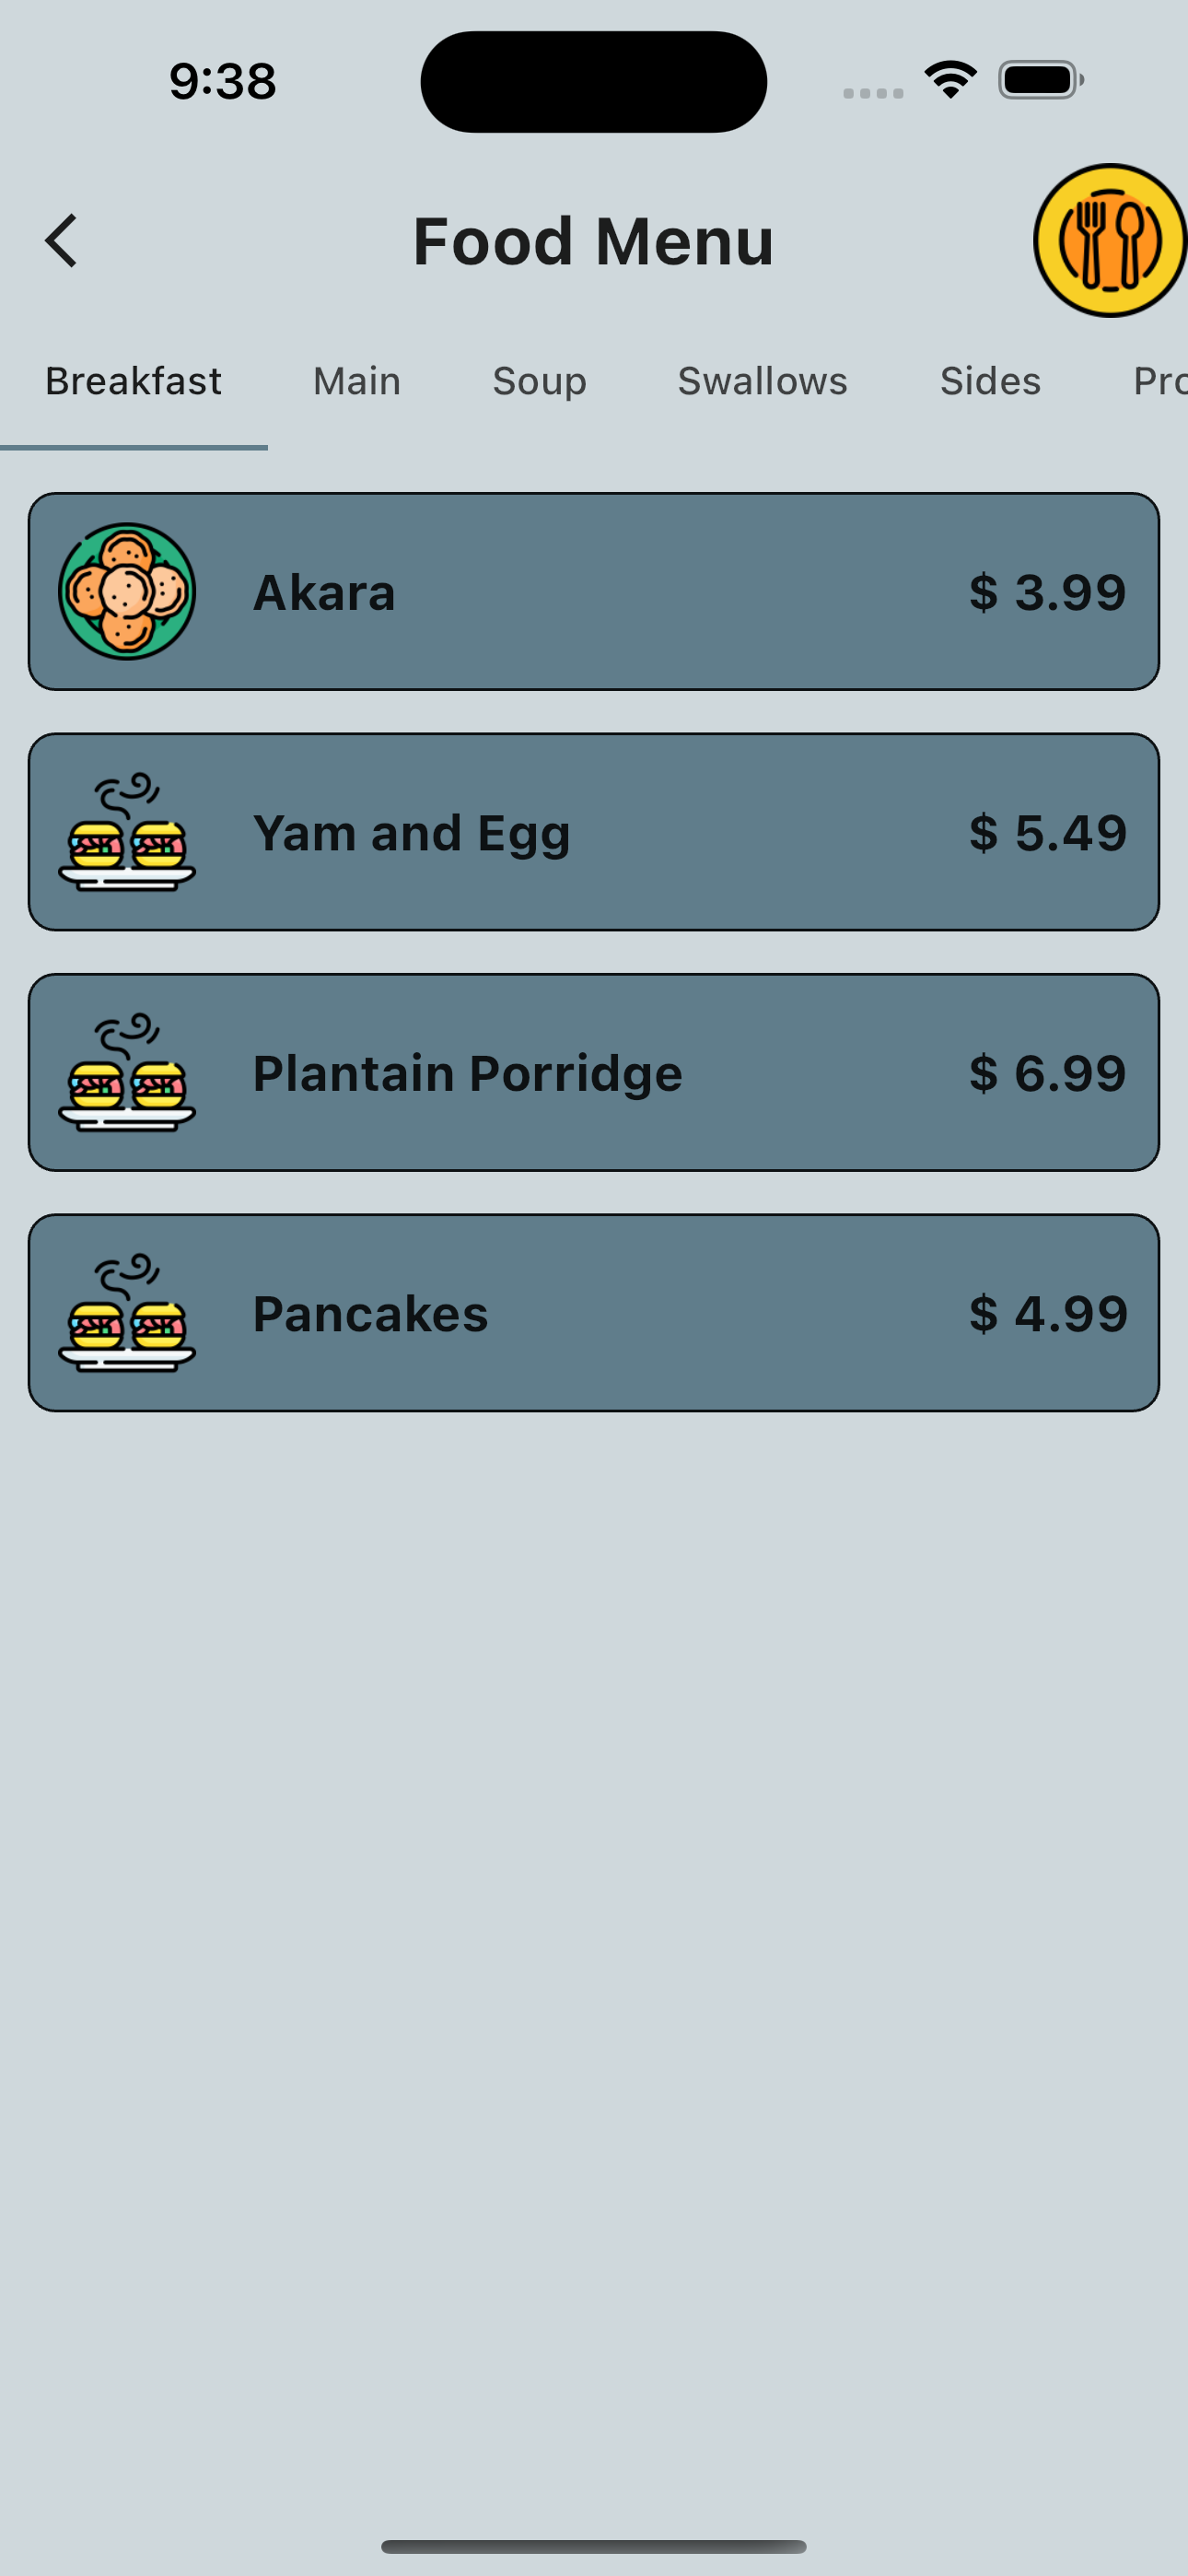 9:38
Food Menu
Breakfast Main Soup Swallows Sides Pro
Akara $ 3.99
Yam and Egg $ 5.49
Plantain Porridge $ 6.99
Pancakes $ 4.99